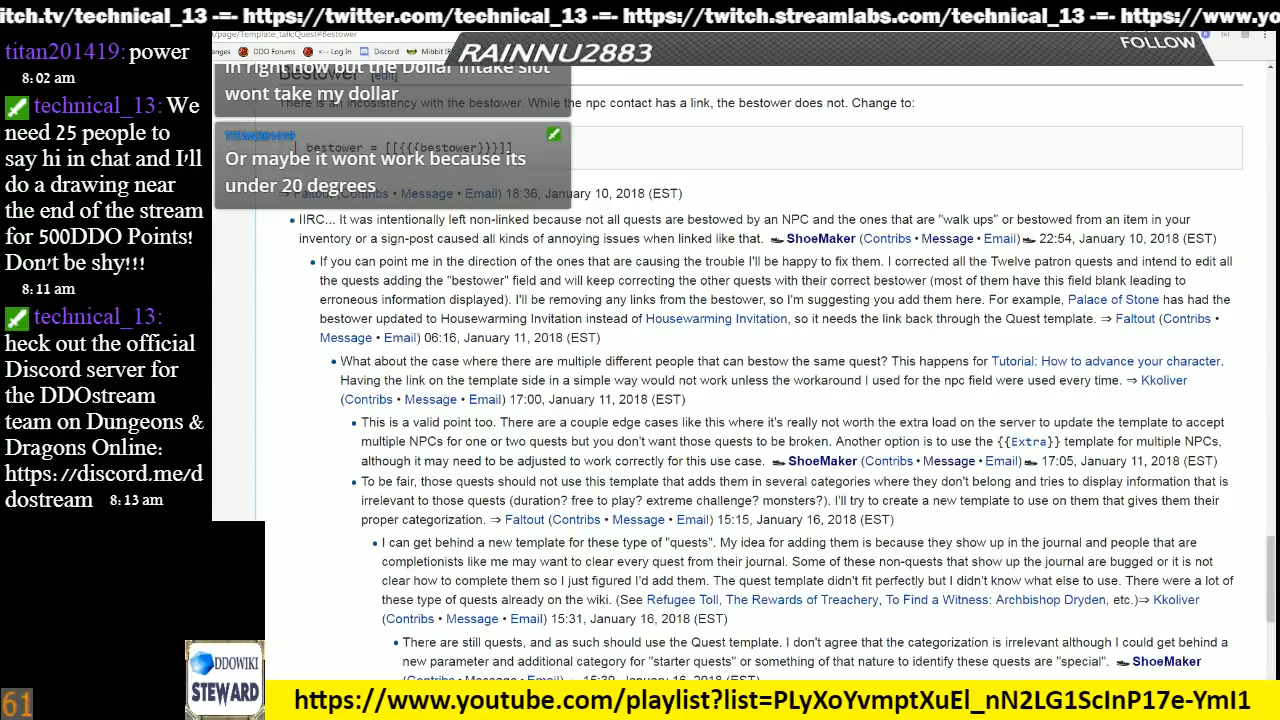 itch.tv/technical_13 -=- https://twitter.com/technical_13 -=- https://twitch.streamlabs.com/technical_13 -=- https://www.yo
titan201419: power
8:02 am
technical_13: We
need 25 people to
say hi in chat and I'll
do a drawing near
the end of the stream
for 500DDO Points!
Don't be shy!!!
8:11 am
technical_13:
heck out the official
Discord server for
the DDOstream
team on Dungeons &
Dragons Online:
https://discord.me/d
dostream 8:13 am
/page/Template_talk:Quest#Bestower
anges DDO Forums <- Log In Discord Mibbit
RAINNU2883
FOLLOW
in right now but the Dollar intake slot
wont take my dollar
TITAN201419
Or maybe it wont work because its
under 20 degrees
Bestower [edit]
There is an incosistency with the bestower. While the npc contact has a link, the bestower does not. Change to:
| bestower = [[{{{bestower}}}]]
⇒ Faltout (Contribs • Message • Email) 18:36, January 10, 2018 (EST)
• IIRC... It was intentionally left non-linked because not all quests are bestowed by an NPC and the ones that are "walk ups" or bestowed from an item in your
inventory or a sign-post caused all kinds of annoying issues when linked like that. ShoeMaker (Contribs • Message • Email) 22:54, January 10, 2018 (EST)
• If you can point me in the direction of the ones that are causing the trouble I'll be happy to fix them. I corrected all the Twelve patron quests and intend to edit all
the quests adding the "bestower" field and will keep correcting the other quests with their correct bestower (most of them have this field blank leading to
erroneous information displayed). I'll be removing any links from the bestower, so I'm suggesting you add them here. For example, Palace of Stone has had the
bestower updated to Housewarming Invitation instead of Housewarming Invitation, so it needs the link back through the Quest template. ⇒ Faltout (Contribs •
Message • Email) 06:16, January 11, 2018 (EST)
• What about the case where there are multiple different people that can bestow the same quest? This happens for Tutorial: How to advance your character.
Having the link on the template side in a simple way would not work unless the workaround I used for the npc field were used every time. ⇒ Kkoliver
(Contribs • Message • Email) 17:00, January 11, 2018 (EST)
• This is a valid point too. There are a couple edge cases like this where it's really not worth the extra load on the server to update the template to accept
multiple NPCs for one or two quests but you don't want those quests to be broken. Another option is to use the {{Extra}} template for multiple NPCs,
although it may need to be adjusted to work correctly for this use case. ShoeMaker (Contribs • Message • Email) 17:05, January 11, 2018 (EST)
• To be fair, those quests should not use this template that adds them in several categories where they don't belong and tries to display information that is
irrelevant to those quests (duration? free to play? extreme challenge? monsters?). I'll try to create a new template to use on them that gives them their
proper categorization. ⇒ Faltout (Contribs • Message • Email) 15:15, January 16, 2018 (EST)
• I can get behind a new template for these type of "quests". My idea for adding them is because they show up in the journal and people that are
completionists like me may want to clear every quest from their journal. Some of these non-quests that show up the journal are bugged or it is not
clear how to complete them so I just figured I'd add them. The quest template didn't fit perfectly but I didn't know what else to use. There were a lot of
these type of quests already on the wiki. (See Refugee Toll, The Rewards of Treachery, To Find a Witness: Archbishop Dryden, etc.)⇒ Kkoliver
(Contribs • Message • Email) 15:31, January 16, 2018 (EST)
• There are still quests, and as such should use the Quest template. I don't agree that the categorization is irrelevant although I could get behind a
new parameter and additional category for "starter quests" or something of that nature to identify these quests are "special". ShoeMaker
(Contribs • Message • Email) 15:39, January 16, 2018 (EST)
DDOWIKI
STEWARD
61
https://www.youtube.com/playlist?list=PLyXoYvmptXuEl_nN2LG1ScInP17e-YmI1